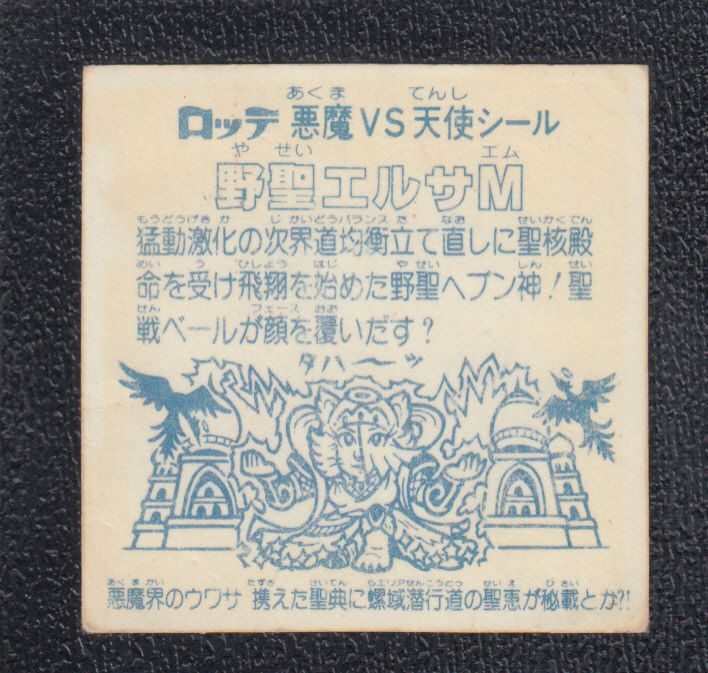 あくま てんし
ロッテ 悪魔VS天使シール
やせい エム
野聖エルサM
もうどうげきか じかいどうバランスた なお せいかくでん
猛動激化の次界道均衡立て直しに聖核殿
めい う ひしょう はじ やせい しん せい
命を受け飛翔を始めた野聖ヘブン神!聖
せん フェース おお
戦ベールが顔を覆いだす?
タハーッ
あくまかい たずさ せいてん らエリアせんこうどう せいえ ひさい
悪魔界のウワサ 携えた聖典に螺域潜行道の聖恵が秘載とか?!